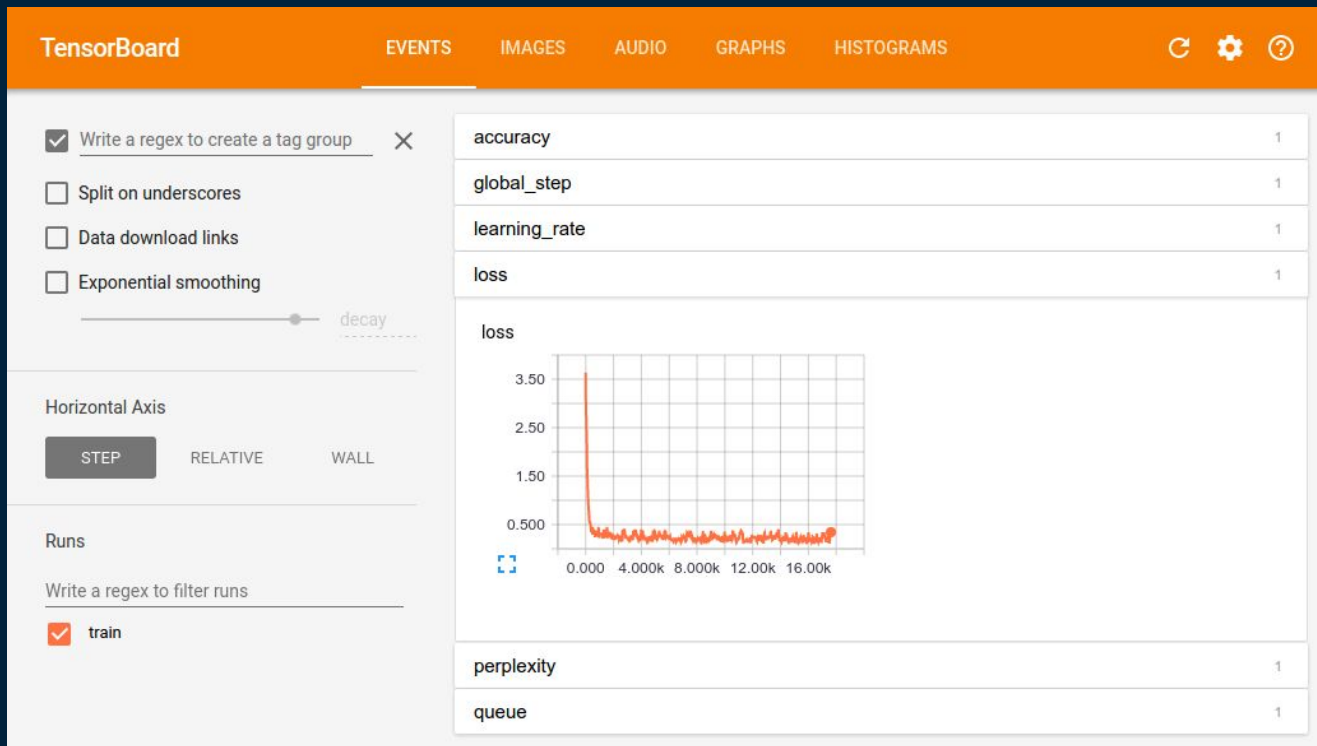 TensorBoard EVENTS IMAGES AUDIO GRAPHS HISTOGRAMS
Write a regex to create a tag group
Split on underscores
Data download links
Exponential smoothing
decay
Horizontal Axis
STEP RELATIVE WALL
Runs
Write a regex to filter runs
train
accuracy 1
global_step 1
learning_rate 1
loss 1
loss
3.50
2.50
1.50
0.500
0.000 4.000k 8.000k 12.00k 16.00k
perplexity 1
queue 1